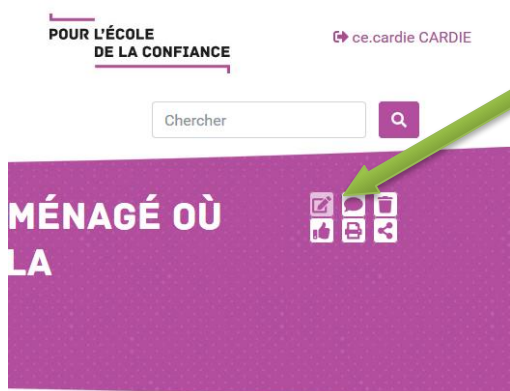 POUR L'ÉCOLE
DE LA CONFIANCE
ce.cardie CARDIE
Chercher
MÉNAGÉ OÙ
LA